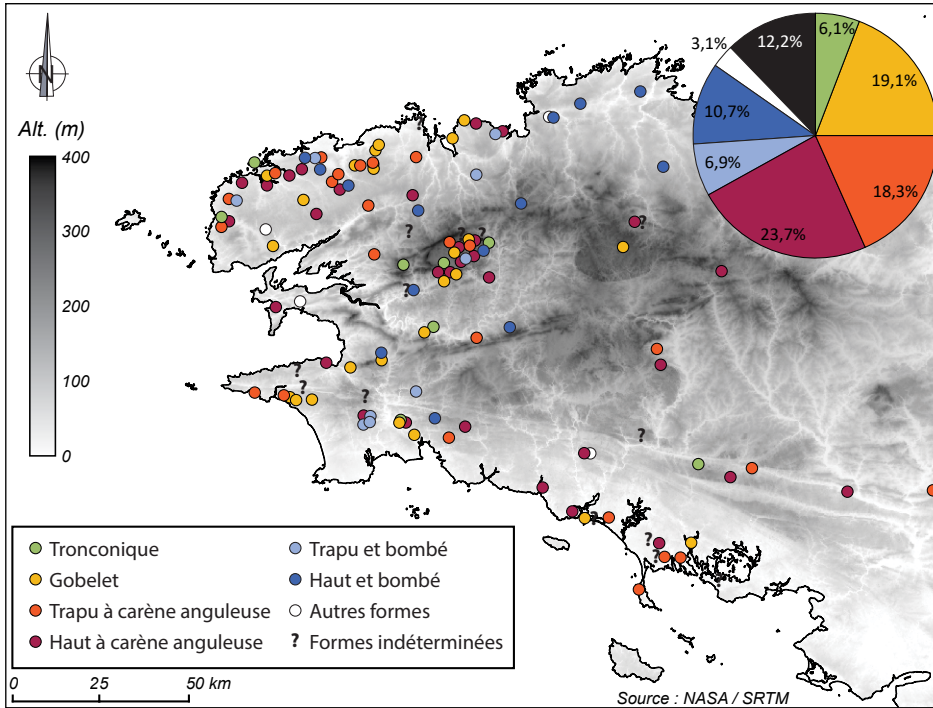 N
Alt. (m)
400
300
200
100
0
6,1%
19,1%
18,3%
23,7%
6,9%
10,7%
3,1%
12,2%
?
?
?
?
?
?
?
?
?
?
?
?
?
Tronconique
Gobelet
Trapu à carène anguleuse
Haut à carène anguleuse
Trapu et bombé
Haut et bombé
Autres formes
? Formes indéterminées
0 25 50 km
Source : NASA / SRTM